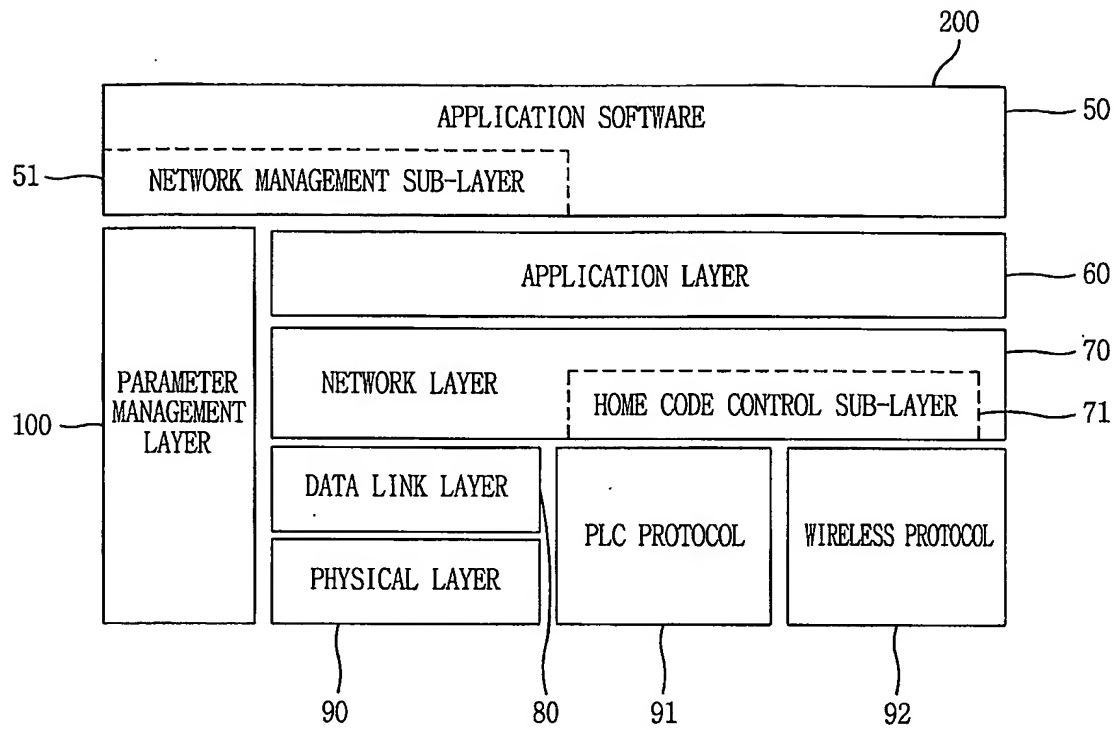 200
APPLICATION SOFTWARE
50
51
NETWORK MANAGEMENT SUB-LAYER
APPLICATION LAYER
60
NETWORK LAYER
70
HOME CODE CONTROL SUB-LAYER
71
100
PARAMETER
MANAGEMENT
LAYER
DATA LINK LAYER
PHYSICAL LAYER
PLC PROTOCOL
WIRELESS PROTOCOL
90
80
91
92